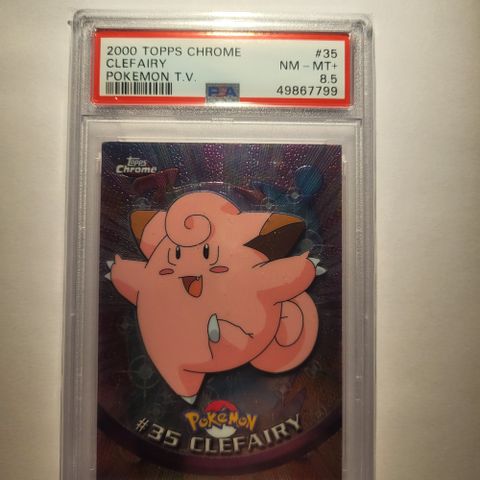 2000 TOPPS CHROME #35
CLEFAIRY NM - MT+
POKEMON T.V. 8.5
PSA 49867799
TOPPS
Chrome
POKéMON
#35 CLEFAIRY